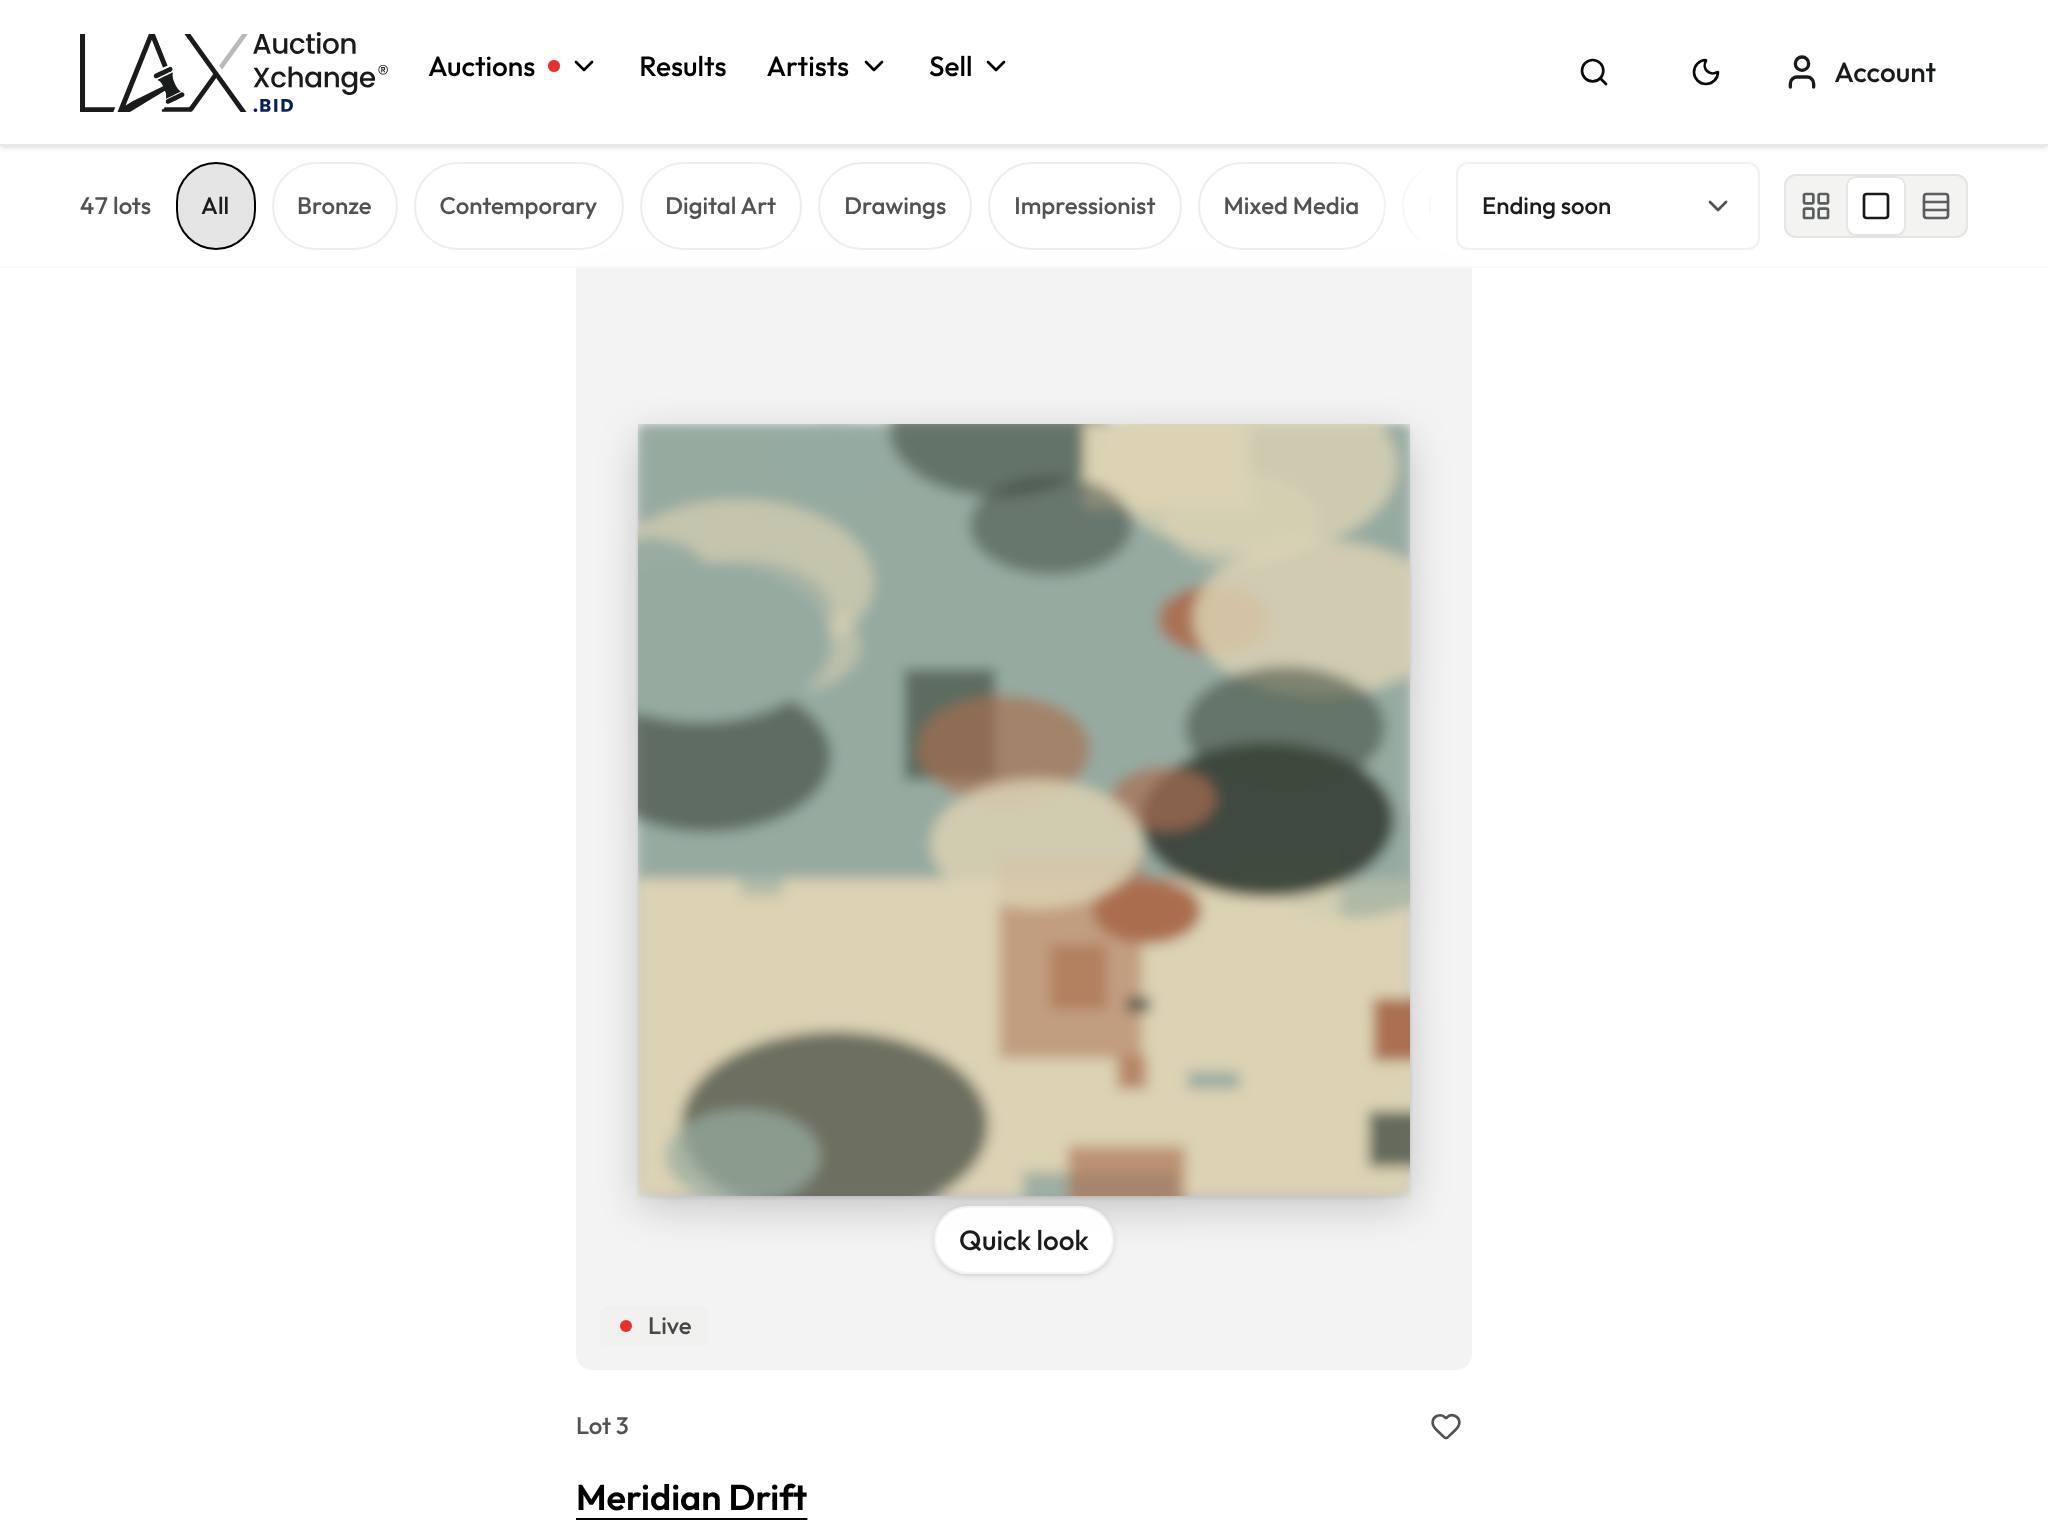 LAX Auction
Xchange®
.BID
Auctions
Results
Artists
Sell
Account
47 lots
All
Bronze
Contemporary
Digital Art
Drawings
Impressionist
Mixed Media
Ending soon
Quick look
Live
Lot 3
Meridian Drift